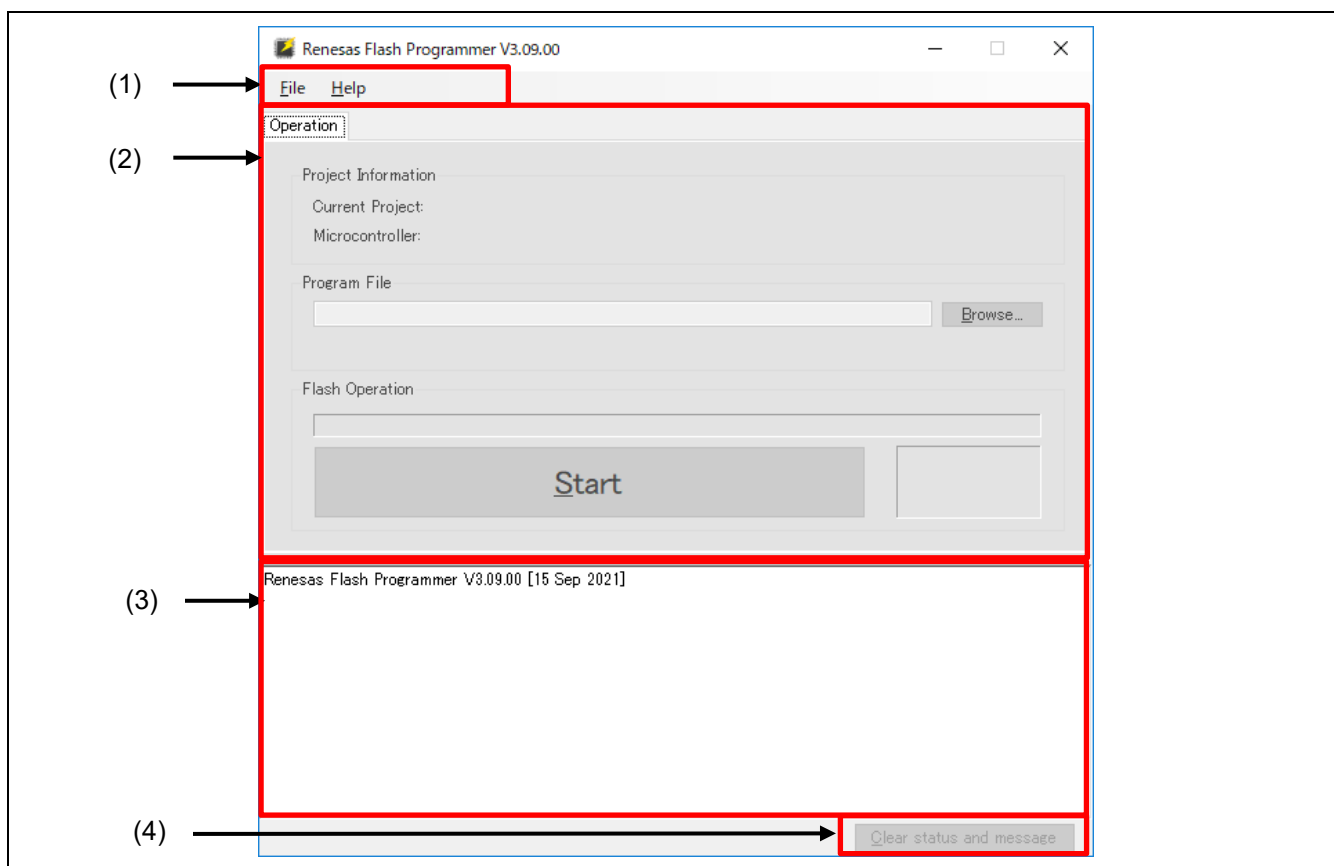 Renesas Flash Programmer V3.09.00
(1)
File Help
Operation
(2)
Project Information
Current Project:
Microcontroller:
Program File
Browse...
Flash Operation
Start
Renesas Flash Programmer V3.09.00 [15 Sep 2021]
(3)
(4)
Clear status and message